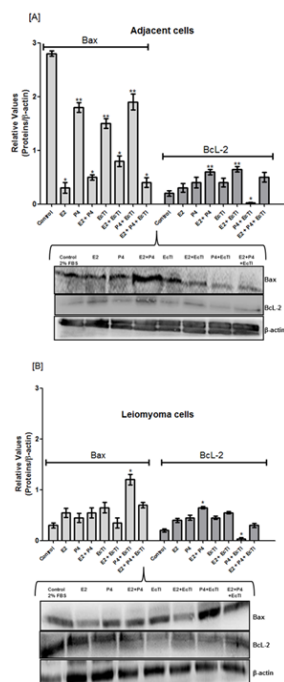 [A]
Adjacent cells
Bax
BcL-2
Relative Values
(Proteins/β-actin)
3
2
1
0
** ** ** ** ** ** * * * * *
Control E2 P4 E2+ P4 EcTI E2 + EcTI P4 + EcTI E2 + P4 + EcTI Control E2 P4 E2 + P4 EcTI E2 + EcTI P4 + EcTI E2 + P4 + EcTI
Control
2% FBS
E2 P4 E2+P4 EcTI E2+EcTI P4+EcTI E2+P4
+EcTI
Bax
BcL-2
β-actin
[B]
Leiomyoma cells
Bax
BcL-2
Relative Values
(Proteins/β-actin)
3
2
1
0
* * *
Control E2 P4 E2+ P4 EcTI E2 + EcTI P4 + EcTI E2 + P4 + EcTI Control E2 P4 E2 + P4 EcTI E2 + EcTI P4 + EcTI E2 + P4 + EcTI
Control
2% FBS
E2 P4 E2+P4 EcTI E2+EcTI P4+EcTI E2+P4
+EcTI
Bax
BcL-2
β-actin